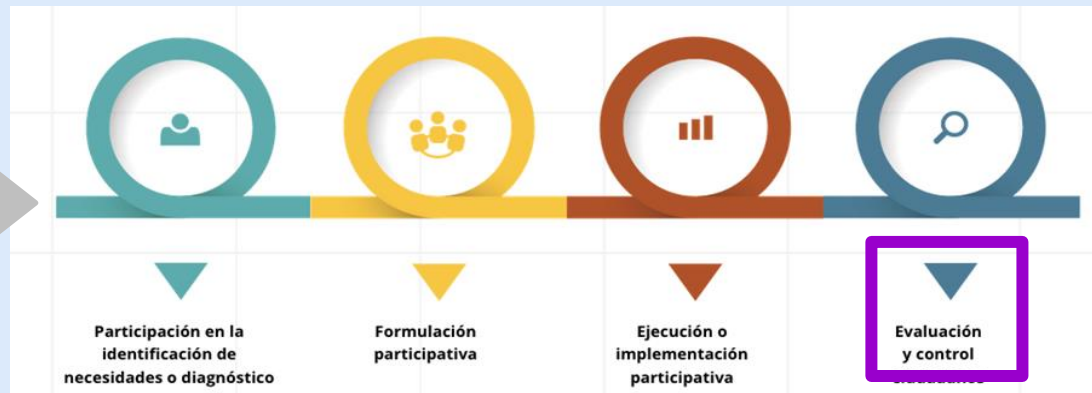 Participación en la
identificación de
necesidades o diagnóstico
Formulación
participativa
Ejecución o
implementación
participativa
Evaluación
y control